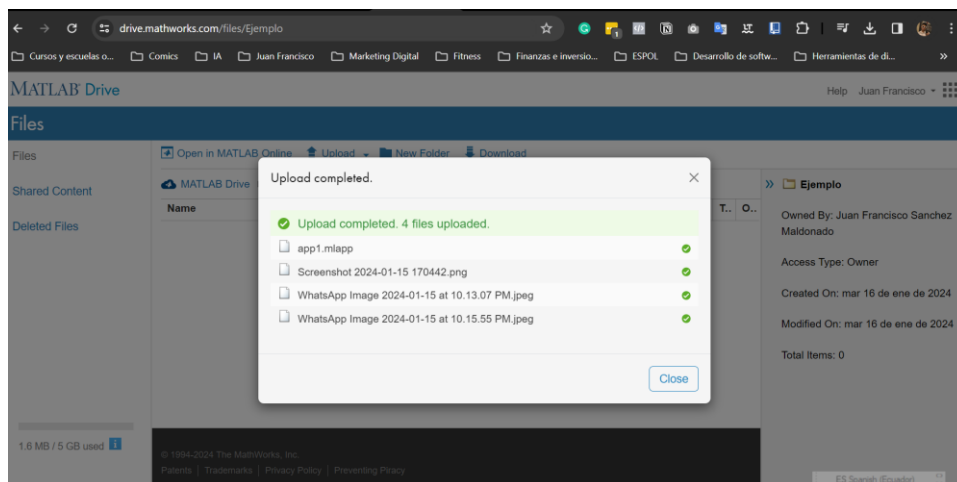 drive.mathworks.com/files/Ejemplo
Cursos y escuelas o... Comics IA Juan Francisco Marketing Digital Fitness Finanzas e inversio... ESPOL Desarrollo de softw... Herramientas de di... »
MATLAB Drive
Help Juan Francisco
Files
Files
Shared Content
Deleted Files
Open in MATLAB Online Upload New Folder Download
MATLAB Drive
Name T.. O..
Upload completed.
Upload completed. 4 files uploaded.
app1.mlapp
Screenshot 2024-01-15 170442.png
WhatsApp Image 2024-01-15 at 10.13.07 PM.jpeg
WhatsApp Image 2024-01-15 at 10.15.55 PM.jpeg
Close
» Ejemplo
Owned By: Juan Francisco Sanchez
Maldonado
Access Type: Owner
Created On: mar 16 de ene de 2024
Modified On: mar 16 de ene de 2024
Total Items: 0
1.6 MB / 5 GB used
© 1994-2024 The MathWorks, Inc.
Patents | Trademarks | Privacy Policy | Preventing Piracy
ES Spanish (Ecuador)